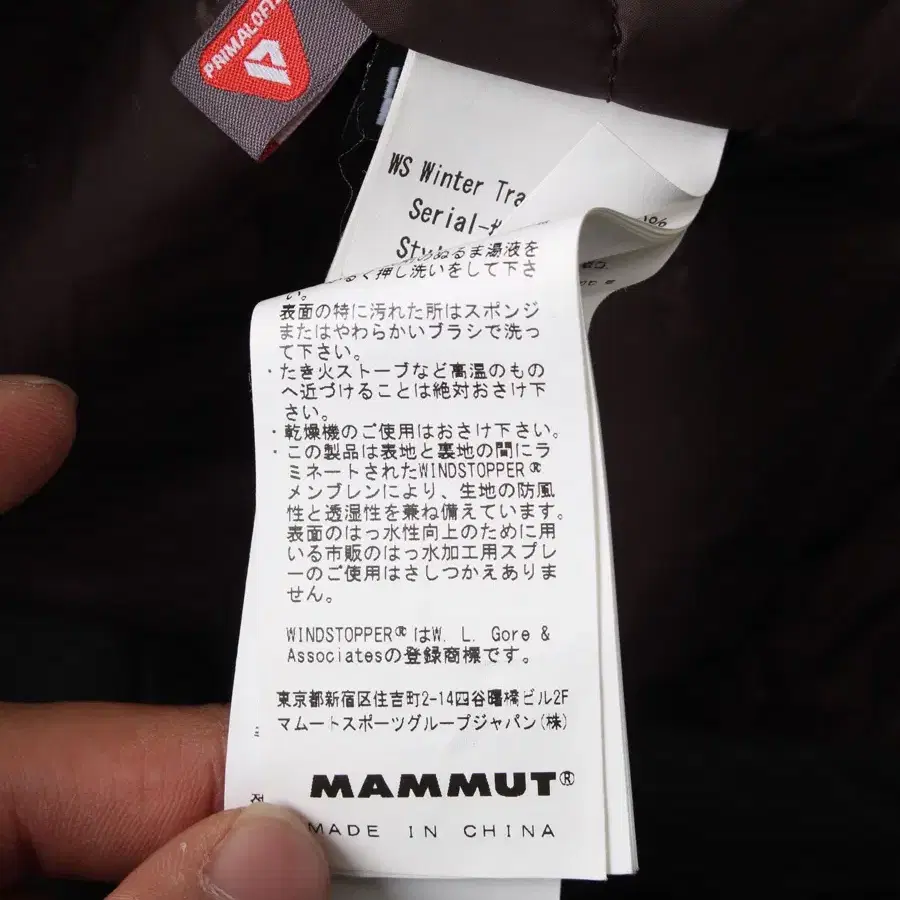 PRIMALOFT
WS Winter Tra
Serial-
Sty
%
ぬるま湯液を
く押し洗いをして下さ
い。
表面の特に汚れた所はスポンジ
またはやわらかいブラシで洗っ
て下さい。
・たき火ストーブなど高温のもの
へ近づけることは絶対おさけ下
さい。
・乾燥機のご使用はおさけ下さい。
・この製品は表地と裏地の間にラ
ミネートされたWINDSTOPPER®
メンブレンにより、生地の防風
性と透湿性を兼ね備えています。
表面のはっ水性向上のために用
いる市販のはっ水加工用スプレ
ーのご使用はさしつかえありま
せん。
WINDSTOPPER®はW. L. Gore &
Associatesの登録商標です。
東京都新宿区住吉町2-14四谷曙橋ビル2F
マムートスポーツグループジャパン(株)
MAMMUT®
MADE IN CHINA